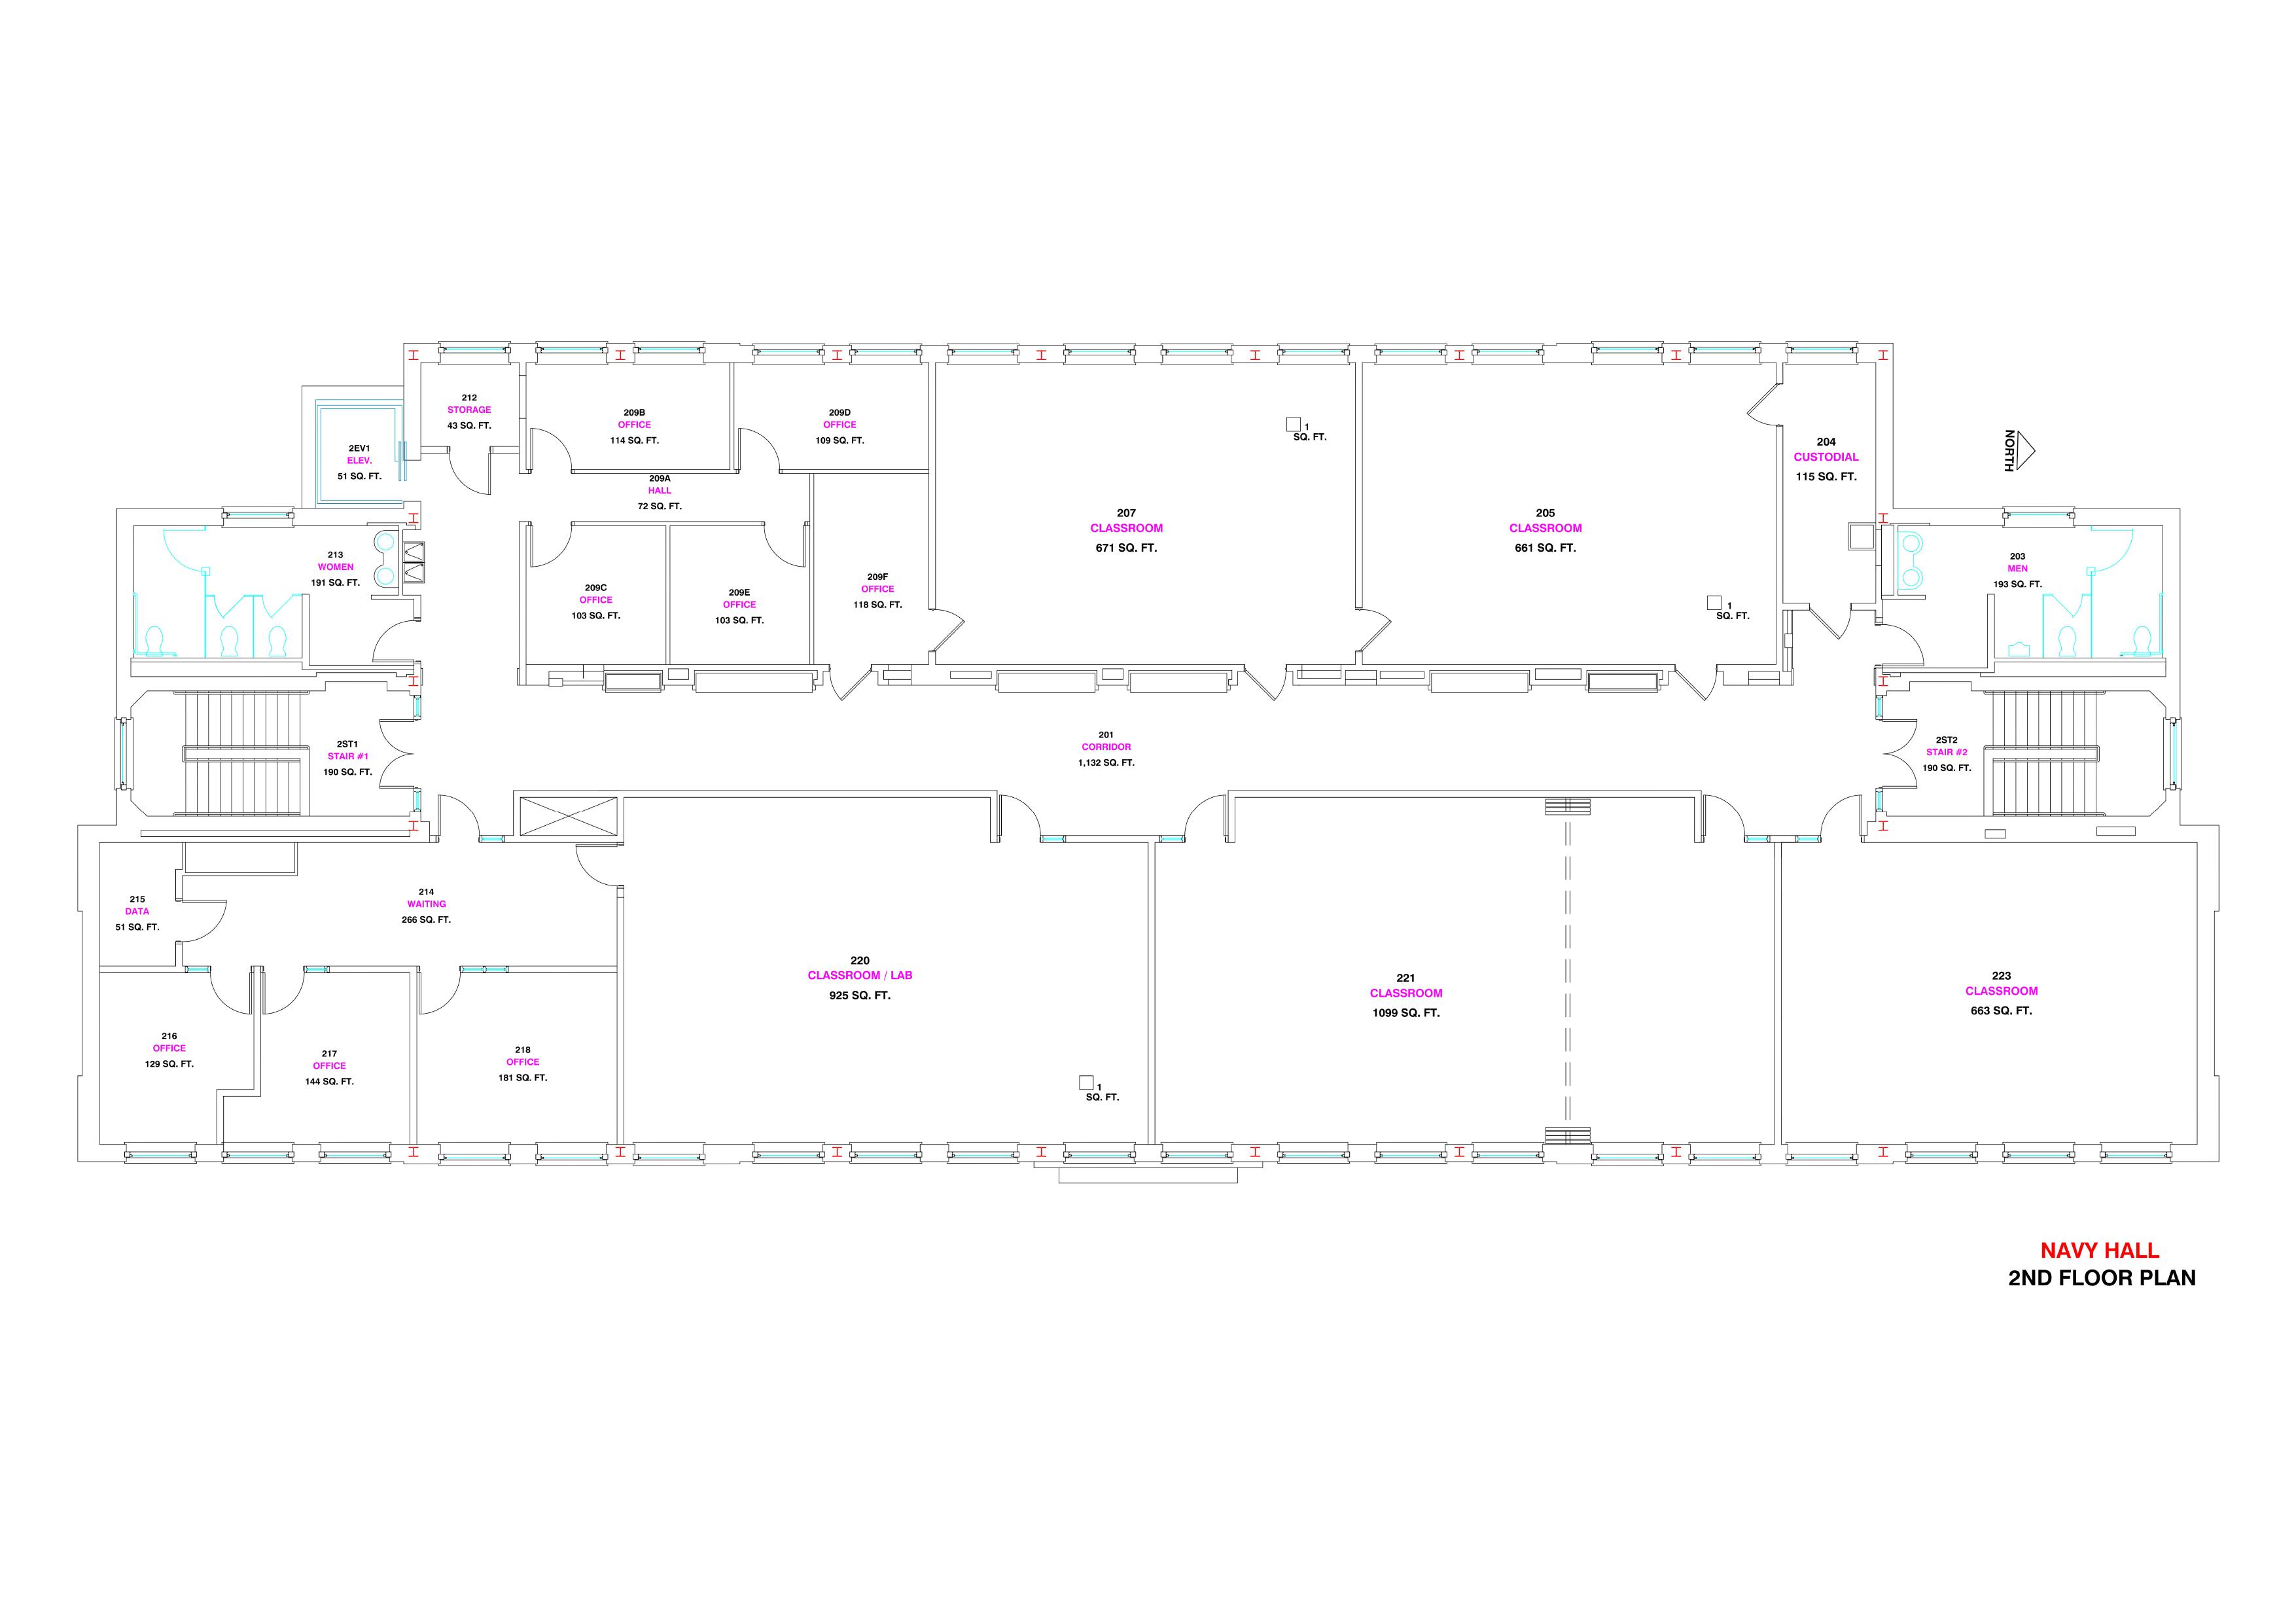 212
STORAGE
43 SQ. FT.
209B
OFFICE
114 SQ. FT.
209D
OFFICE
109 SQ. FT.
1
SQ. FT.
204
CUSTODIAL
115 SQ. FT.
NORTH
2EV1
ELEV.
51 SQ. FT.
209A
HALL
72 SQ. FT.
207
CLASSROOM
671 SQ. FT.
205
CLASSROOM
661 SQ. FT.
213
WOMEN
191 SQ. FT.
203
MEN
193 SQ. FT.
209C
OFFICE
103 SQ. FT.
209E
OFFICE
103 SQ. FT.
209F
OFFICE
118 SQ. FT.
1
SQ. FT.
2ST1
STAIR #1
190 SQ. FT.
201
CORRIDOR
1,132 SQ. FT.
2ST2
STAIR #2
190 SQ. FT.
215
DATA
51 SQ. FT.
214
WAITING
266 SQ. FT.
220
CLASSROOM / LAB
925 SQ. FT.
221
CLASSROOM
1099 SQ. FT.
223
CLASSROOM
663 SQ. FT.
216
OFFICE
129 SQ. FT.
217
OFFICE
144 SQ. FT.
218
OFFICE
181 SQ. FT.
1
SQ. FT.
NAVY HALL
2ND FLOOR PLAN